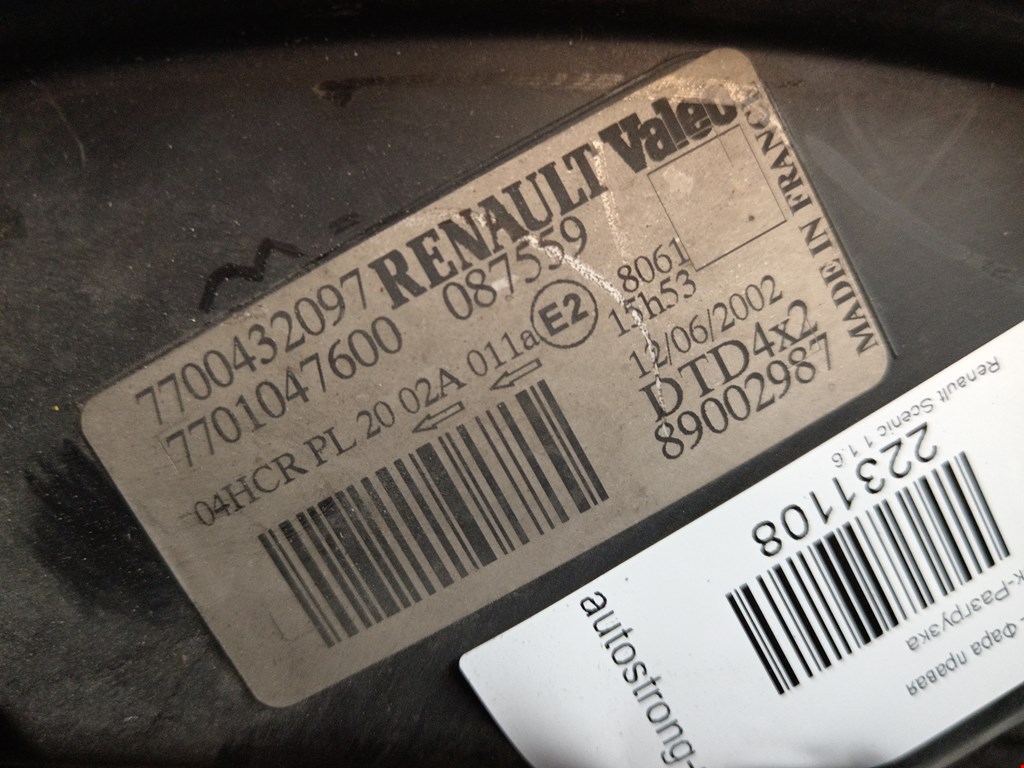 RENAULT Valeo
7700432097
7701047600 087559
04HCR PL 20 02A 011a E2
8061
15h53
12/06/2002
DTD4x2
89002987
MADE IN FRANCE
autostrong-
2231108
Renault Scenic 1 1.6
Фара правая
к-Разгрузка